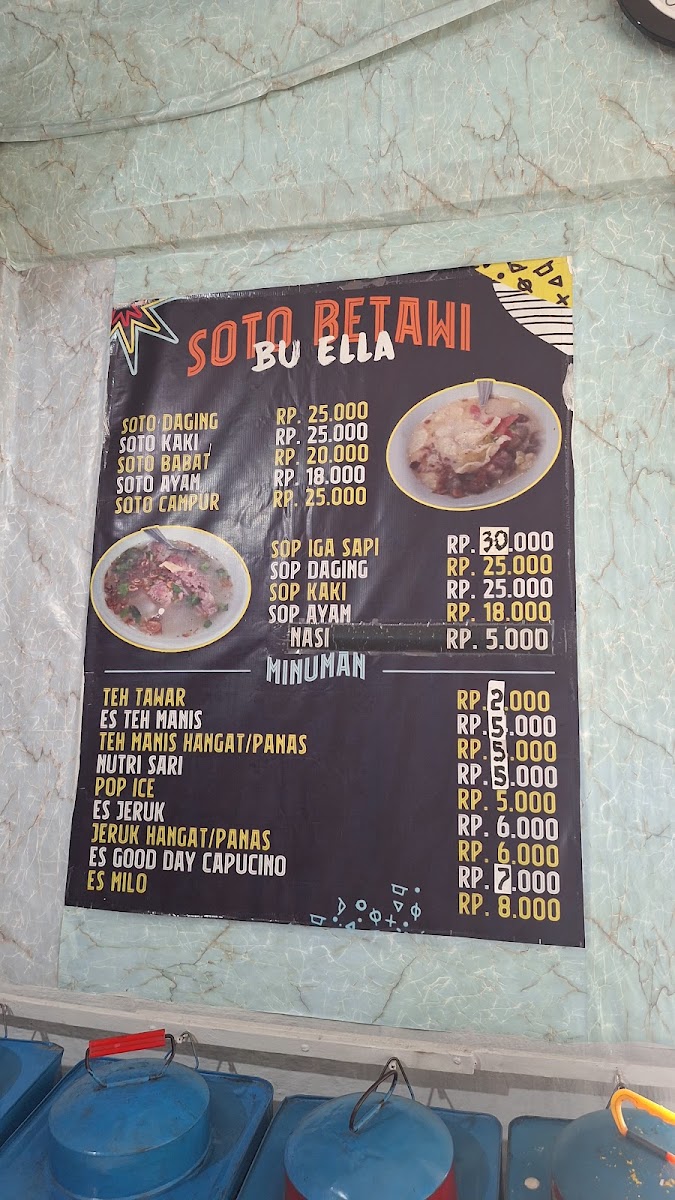 SOTO BETAWI
BU ELLA
SOTO DAGING RP. 25.000
SOTO KAKI RP. 25.000
SOTO BABAT RP. 20.000
SOTO AYAM RP. 18.000
SOTO CAMPUR RP. 25.000
SOP IGA SAPI RP. 30.000
SOP DAGING RP. 25.000
SOP KAKI RP. 25.000
SOP AYAM RP. 18.000
NASI RP. 5.000
MINUMAN
TEH TAWAR RP. 2.000
ES TEH MANIS RP. 5.000
TEH MANIS HANGAT/PANAS RP. 5.000
NUTRI SARI RP. 5.000
POP ICE RP. 5.000
ES JERUK RP. 6.000
JERUK HANGAT/PANAS RP. 6.000
ES GOOD DAY CAPUCINO RP. 7.000
ES MILO RP. 8.000